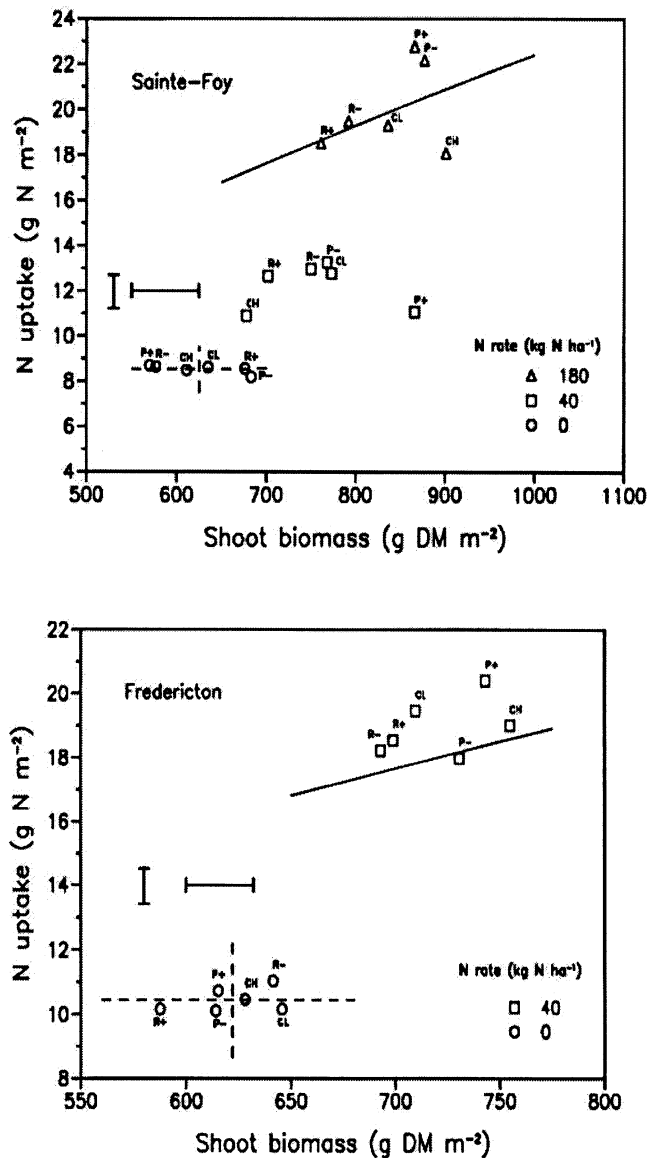 24
22
20
18
16
14
12
10
8
6
4
N uptake (g N m⁻²)
Sainte-Foy
P+
P-
R-
R+
CL
CH
R+
R-
P-
CL
CH
P+
P+
R-
CH
CL
R+
P-
N rate (kg N ha⁻¹)
180
40
0
500 600 700 800 900 1000 1100
Shoot biomass (g DM m⁻²)
22
20
18
16
14
12
10
8
N uptake (g N m⁻²)
Fredericton
P+
CL
CH
R-
R+
P-
P+
R-
CH
R+
P-
CL
N rate (kg N ha⁻¹)
40
0
550 600 650 700 750 800
Shoot biomass (g DM m⁻²)